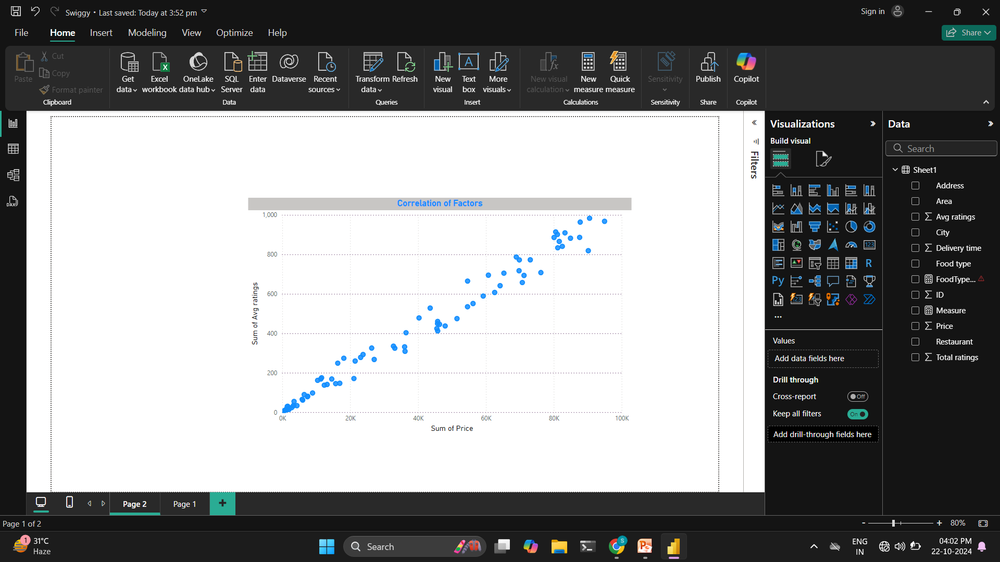 Swiggy • Last saved: Today at 3:52 pm
Sign in
File Home Insert Modeling View Optimize Help
Share
Paste
Cut
Copy
Format painter
Clipboard
Get data
Excel workbook
OneLake data hub
SQL Server
Enter data
Dataverse
Recent sources
Data
Transform data
Refresh
Queries
New visual
A
Text box
More visuals
Insert
New visual calculation
New measure
Quick measure
Calculations
Sensitivity
Sensitivity
Publish
Share
Copilot
Copilot
DAX
Correlation of Factors
1,000
800
600
400
200
0
Sum of Avg ratings
0K 20K 40K 60K 80K 100K
Sum of Price
Filters
Visualizations
Build visual
123
R
Py
123
...
Values
Add data fields here
Drill through
Cross-report
Off
Keep all filters
On
Add drill-through fields here
Data
Search
Sheet1
Address
Area
∑ Avg ratings
City
∑ Delivery time
Food type
FoodType...
∑ ID
Measure
∑ Price
Restaurant
∑ Total ratings
Page 2
Page 1
+
Page 1 of 2
- + 80%
1
31°C
Haze
Search
S
ENG
IN
04:02 PM
22-10-2024